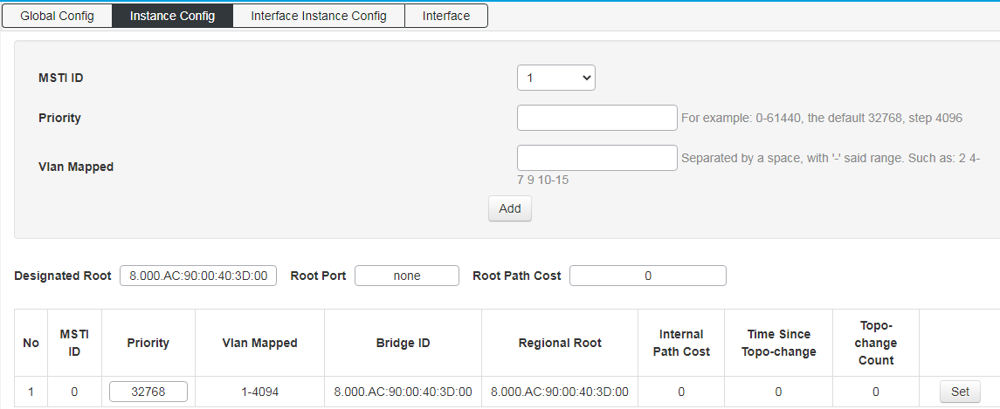 Global Config Instance Config Interface Instance Config Interface
MSTI ID 1
Priority For example: 0-61440, the default 32768, step 4096
Vlan Mapped Separated by a space, with '-' said range. Such as: 2 4-
7 9 10-15
Add
Designated Root 8.000.AC:90:00:40:3D:00 Root Port none Root Path Cost 0
No MSTI ID Priority Vlan Mapped Bridge ID Regional Root Internal Path Cost Time Since Topo-change Topo-change Count
1 0 32768 1-4094 8.000.AC:90:00:40:3D:00 8.000.AC:90:00:40:3D:00 0 0 0 Set